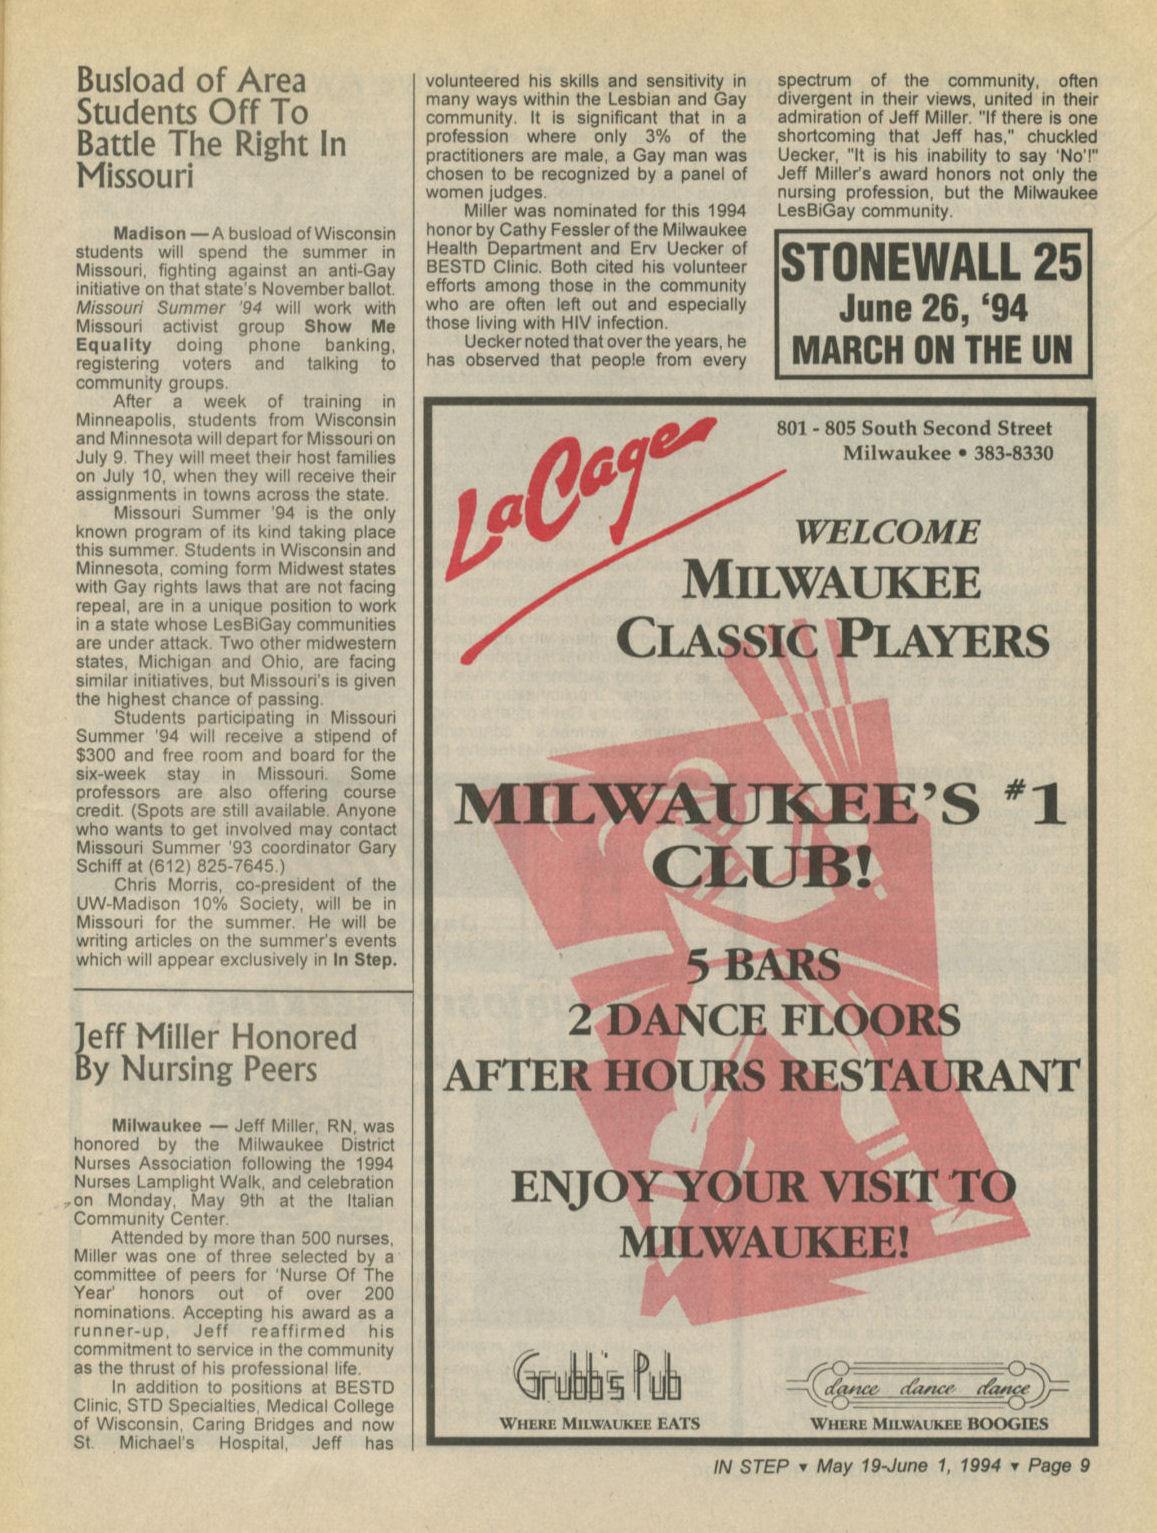 Busload of Area
Students Off To
Battle The Right In
Missouri
Madison — A busload of Wisconsin
students will spend the summer in
Missouri, fighting against an anti-Gay
initiative on that state's November ballot.
Missouri Summer '94 will work with
Missouri activist group Show Me
Equality doing phone banking,
registering voters and talking to
community groups.
After a week of training in
Minneapolis, students from Wisconsin
and Minnesota will depart for Missouri on
July 9. They will meet their host families
on July 10, when they will receive their
assignments in towns across the state.
Missouri Summer '94 is the only
known program of its kind taking place
this summer. Students in Wisconsin and
Minnesota, coming form Midwest states
with Gay rights laws that are not facing
repeal, are in a unique position to work
in a state whose LesBiGay communities
are under attack. Two other midwestern
states, Michigan and Ohio, are facing
similar initiatives, but Missouri's is given
the highest chance of passing.
Students participating in Missouri
Summer '94 will receive a stipend of
$300 and free room and board for the
six-week stay in Missouri. Some
professors are also offering course
credit. (Spots are still available. Anyone
who wants to get involved may contact
Missouri Summer '93 coordinator Gary
Schiff at (612) 825-7645.)
Chris Morris, co-president of the
UW-Madison 10% Society, will be in
Missouri for the summer. He will be
writing articles on the summer's events
which will appear exclusively in In Step.
Jeff Miller Honored
By Nursing Peers
Milwaukee — Jeff Miller, RN, was
honored by the Milwaukee District
Nurses Association following the 1994
Nurses Lamplight Walk, and celebration
on Monday, May 9th at the Italian
Community Center.
Attended by more than 500 nurses,
Miller was one of three selected by a
committee of peers for 'Nurse Of The
Year' honors out of over 200
nominations. Accepting his award as a
runner-up, Jeff reaffirmed his
commitment to service in the community
as the thrust of his professional life.
In addition to positions at BESTD
Clinic, STD Specialties, Medical College
of Wisconsin, Caring Bridges and now
St. Michael's Hospital, Jeff has
volunteered his skills and sensitivity in
many ways within the Lesbian and Gay
community. It is significant that in a
profession where only 3% of the
practitioners are male, a Gay man was
chosen to be recognized by a panel of
women judges.
Miller was nominated for this 1994
honor by Cathy Fessler of the Milwaukee
Health Department and Erv Uecker of
BESTD Clinic. Both cited his volunteer
efforts among those in the community
who are often left out and especially
those living with HIV infection.
Uecker noted that over the years, he
has observed that people from every
spectrum of the community, often
divergent in their views, united in their
admiration of Jeff Miller. "If there is one
shortcoming that Jeff has," chuckled
Uecker, "It is his inability to say 'No'!"
Jeff Miller's award honors not only the
nursing profession, but the Milwaukee
LesBiGay community.
STONEWALL 25
June 26, '94
MARCH ON THE UN
LaCage
801 - 805 South Second Street
Milwaukee • 383-8330
WELCOME
MILWAUKEE
CLASSIC PLAYERS
MILWAUKEE'S #1
CLUB!
5 BARS
2 DANCE FLOORS
AFTER HOURS RESTAURANT
ENJOY YOUR VISIT TO
MILWAUKEE!
Grubb's Pub
WHERE MILWAUKEE EATS
dance dance dance
WHERE MILWAUKEE BOOGIES
IN STEP ▼ May 19-June 1, 1994 ▼ Page 9